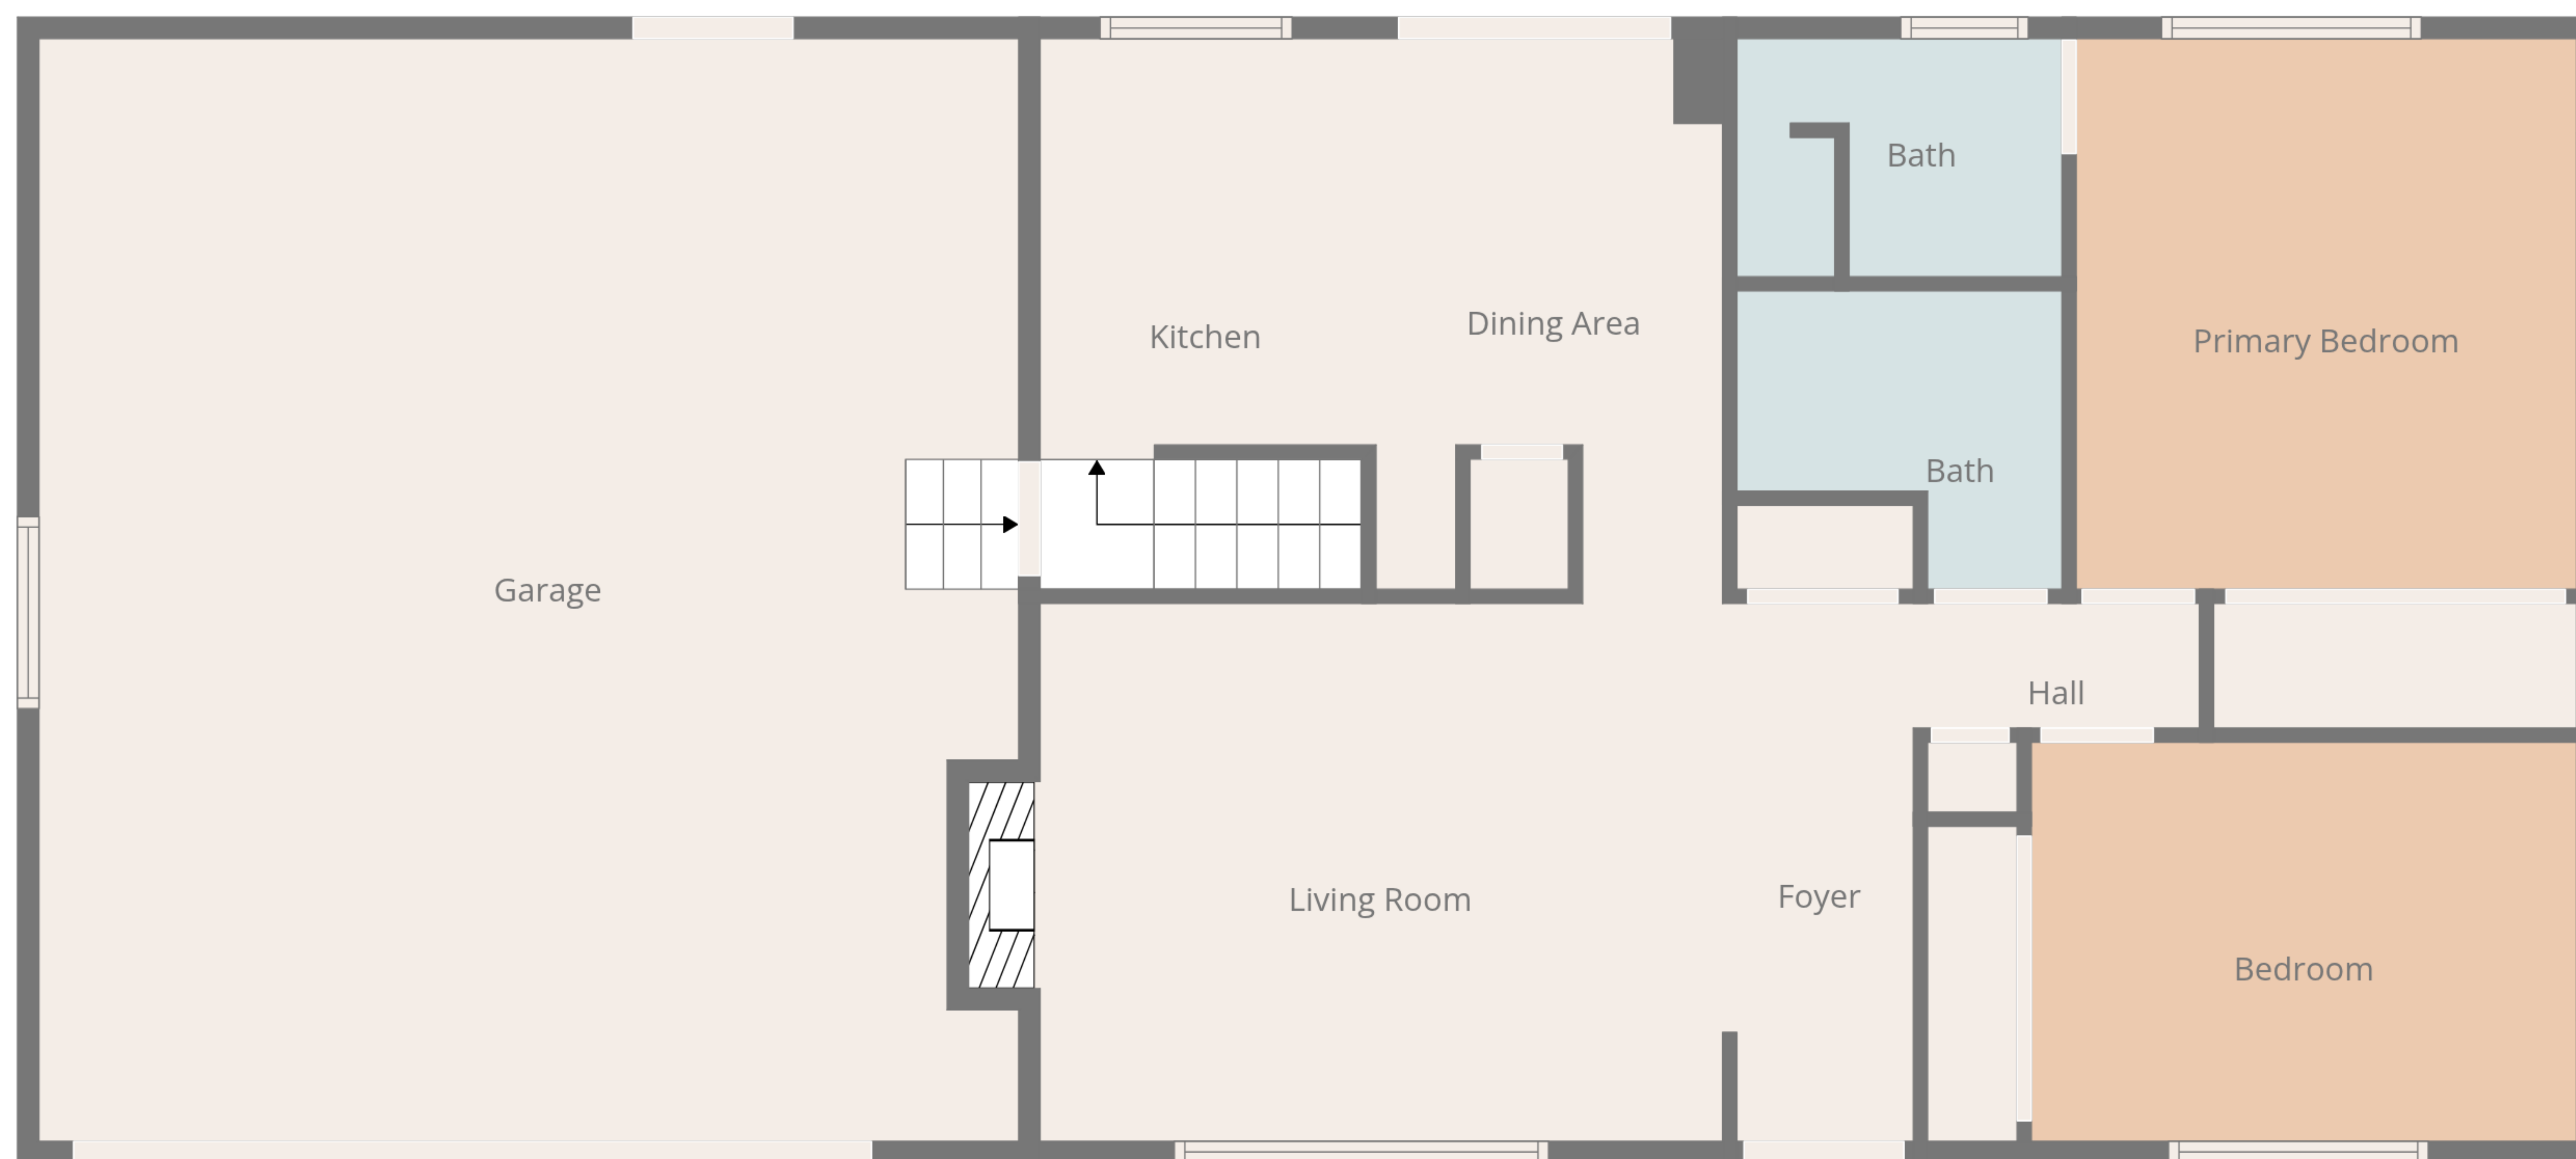 Bath
Dining Area
Kitchen
Primary Bedroom
Bath
Garage
Hall
Living Room
Foyer
Bedroom